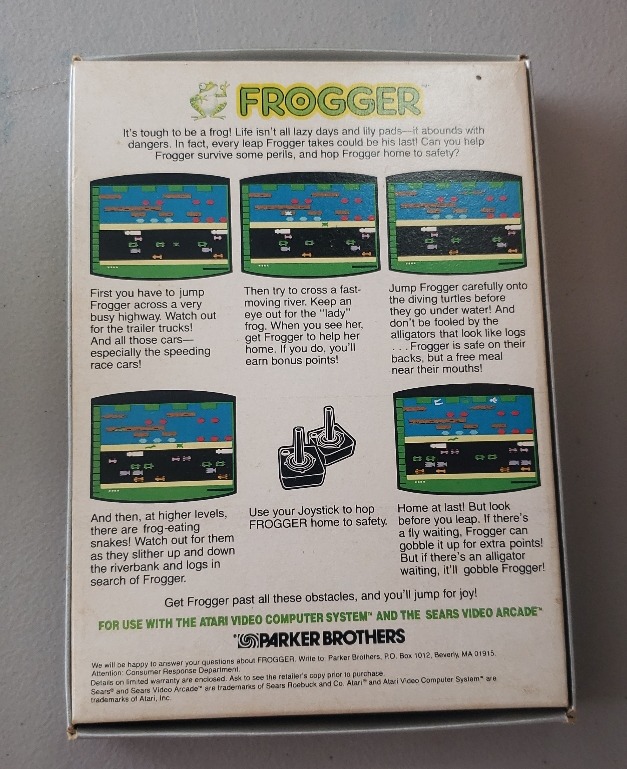 FROGGER™
It's tough to be a frog! Life isn't all lazy days and lily pads—it abounds with
dangers. In fact, every leap Frogger takes could be his last! Can you help
Frogger survive some perils, and hop Frogger home to safety?
First you have to jump
Frogger across a very
busy highway. Watch out
for the trailer trucks!
And all those cars—
especially the speeding
race cars!
Then try to cross a fast-
moving river. Keep an
eye out for the "lady"
frog. When you see her,
get Frogger to help her
home. If you do, you'll
earn bonus points!
Jump Frogger carefully onto
the diving turtles before
they go under water! And
don't be fooled by the
alligators that look like logs
. . . Frogger is safe on their
backs, but a free meal
near their mouths!
And then, at higher levels,
there are frog-eating
snakes! Watch out for them
as they slither up and down
the riverbank and logs in
search of Frogger.
Use your Joystick to hop
FROGGER home to safety.
Home at last! But look
before you leap. If there's
a fly waiting, Frogger can
gobble it up for extra points!
But if there's an alligator
waiting, it'll gobble Frogger!
Get Frogger past all these obstacles, and you'll jump for joy!
FOR USE WITH THE ATARI VIDEO COMPUTER SYSTEM™ AND THE SEARS VIDEO ARCADE™
PARKER BROTHERS
We will be happy to answer your questions about FROGGER. Write to: Parker Brothers, P.O. Box 1012, Beverly, MA 01915.
Attention: Consumer Response Department.
Details on limited warranty are enclosed. Ask to see the retailer's copy prior to purchase.
Sears® and Sears Video Arcade™ are trademarks of Sears Roebuck and Co. Atari® and Atari Video Computer System™ are
trademarks of Atari, Inc.